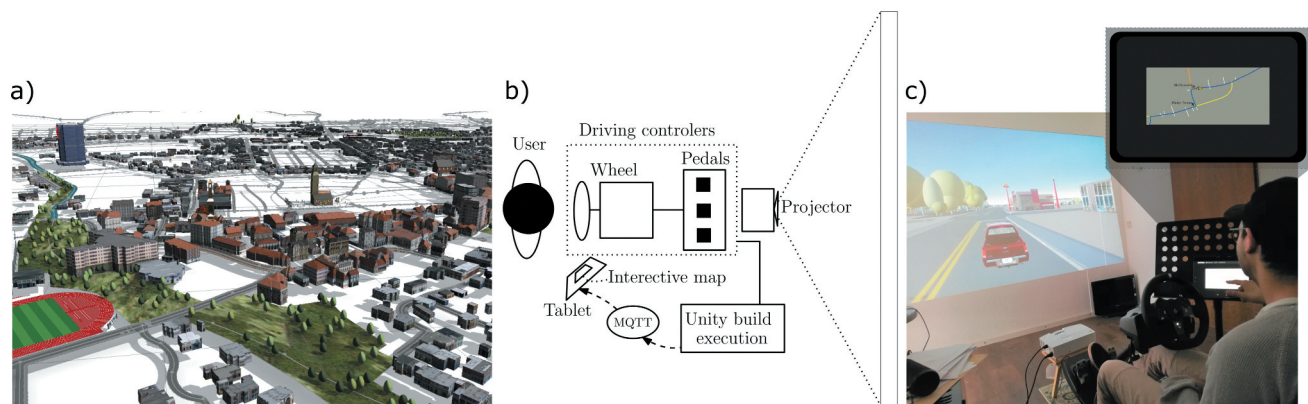 a)
b)
User
Driving controlers
Wheel
Pedals
Projector
Interective map
Tablet
MQTT
Unity build
execution
c)